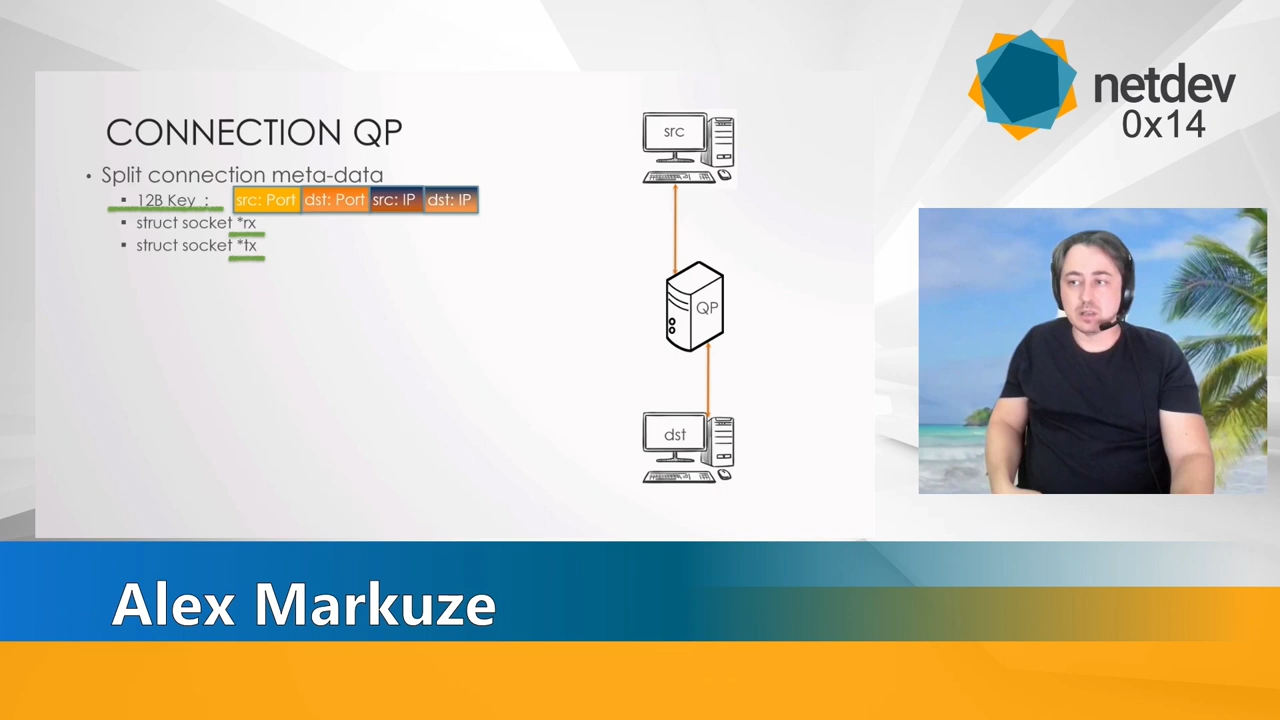 CONNECTION QP
• Split connection meta-data
▪ 12B Key : src: Port dst: Port src: IP dst: IP
▪ struct socket *rx
▪ struct socket *tx
src
QP
dst
netdev
0x14
Alex Markuze